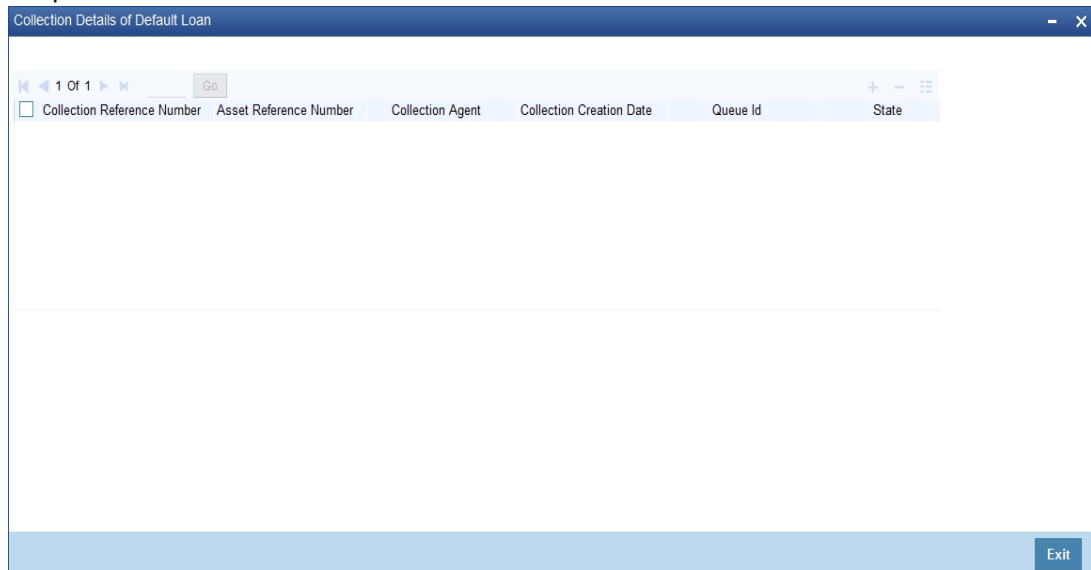 Collection Details of Default Loan
1 Of 1 Go
Collection Reference Number Asset Reference Number Collection Agent Collection Creation Date Queue Id State
Exit